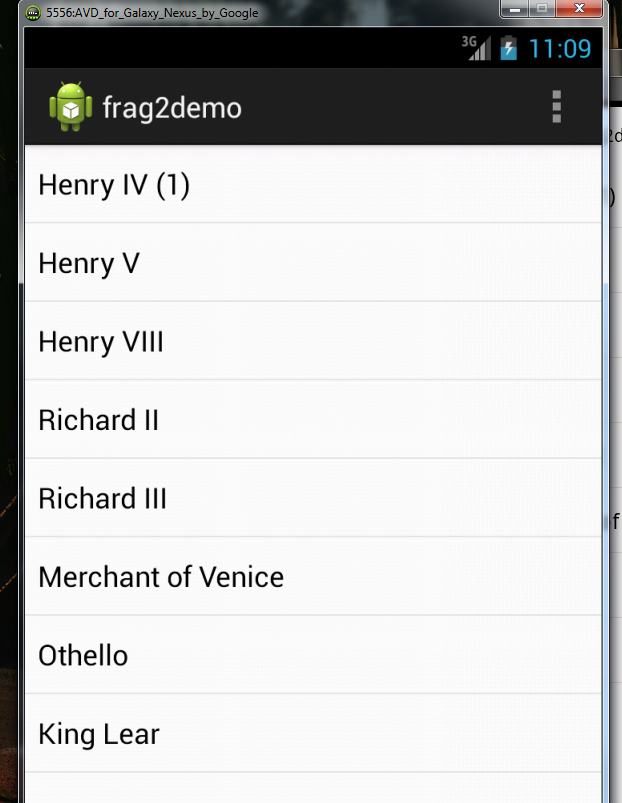 5556:AVD_for_Galaxy_Nexus_by_Google
3G 11:09
frag2demo
Henry IV (1)
Henry V
Henry VIII
Richard II
Richard III
Merchant of Venice
Othello
King Lear